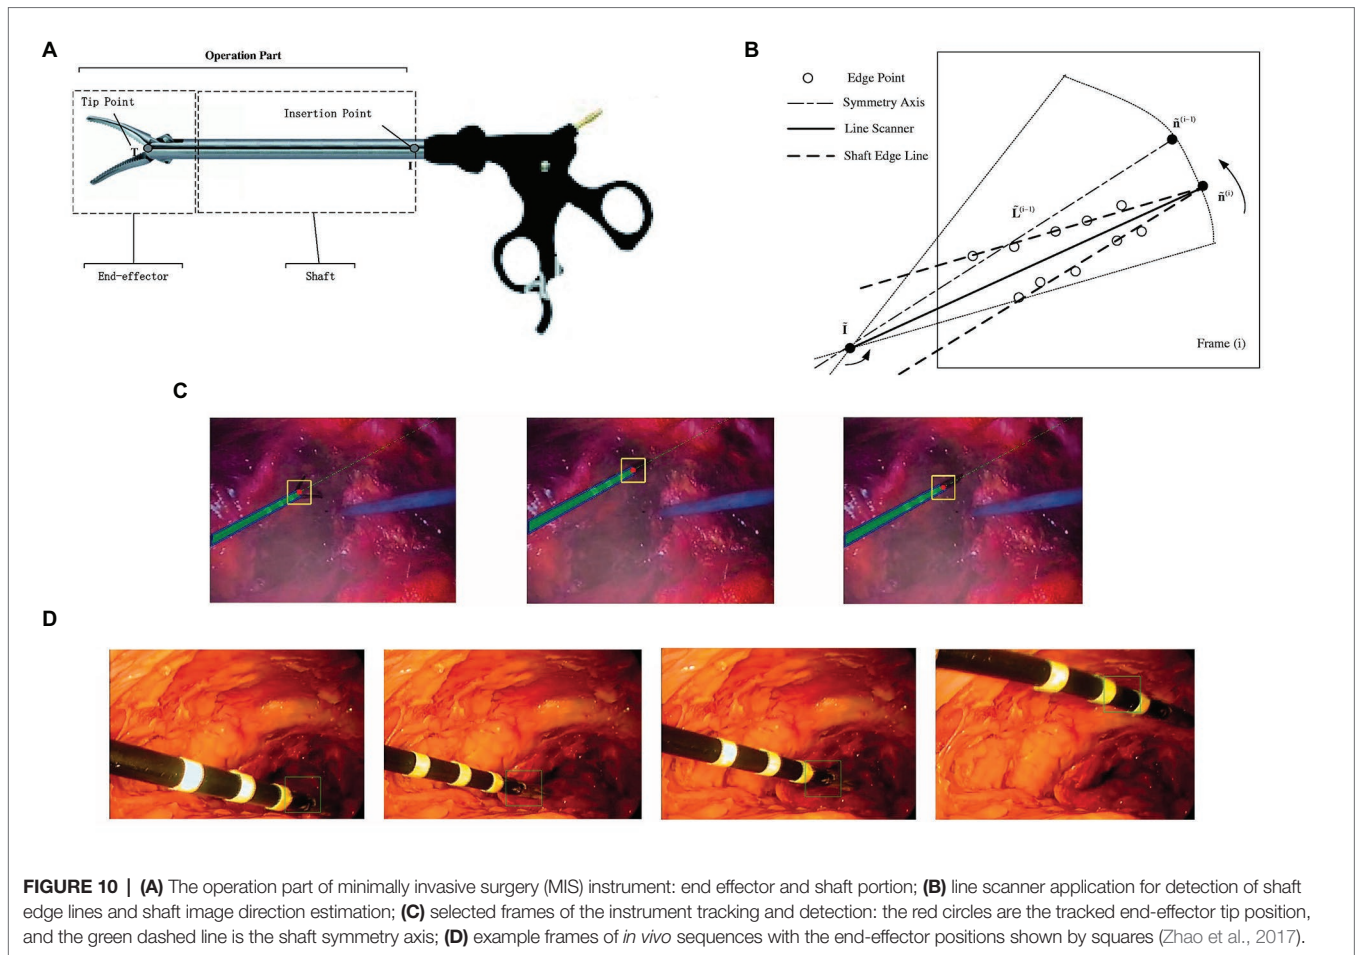 A
Operation Part
Tip Point
Insertion Point
T
I
End-effector
Shaft
B
Edge Point
Symmetry Axis
Line Scanner
Shaft Edge Line
ñ⁽ⁱ⁻¹⁾
ñ⁽ⁱ⁾
L̃⁽ⁱ⁻¹⁾
Ĩ
Frame (i)
C
D
FIGURE 10 | (A) The operation part of minimally invasive surgery (MIS) instrument: end effector and shaft portion; (B) line scanner application for detection of shaft
edge lines and shaft image direction estimation; (C) selected frames of the instrument tracking and detection: the red circles are the tracked end-effector tip position,
and the green dashed line is the shaft symmetry axis; (D) example frames of in vivo sequences with the end-effector positions shown by squares (Zhao et al., 2017).